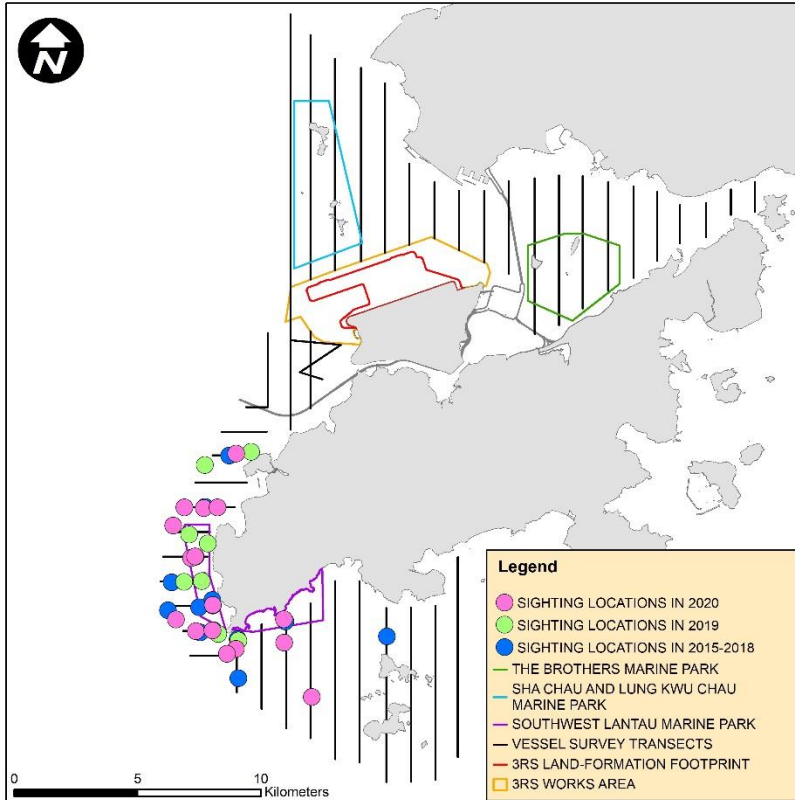 N
Legend
SIGHTING LOCATIONS IN 2020
SIGHTING LOCATIONS IN 2019
SIGHTING LOCATIONS IN 2015-2018
THE BROTHERS MARINE PARK
SHA CHAU AND LUNG KWU CHAU
MARINE PARK
SOUTHWEST LANTAU MARINE PARK
VESSEL SURVEY TRANSECTS
3RS LAND-FORMATION FOOTPRINT
3RS WORKS AREA
0 5 10
Kilometers